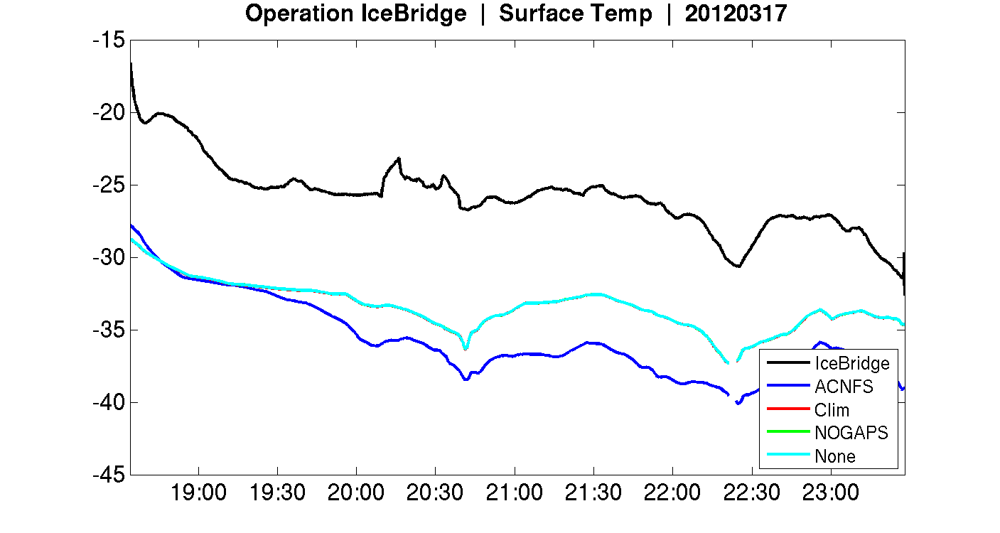 Operation IceBridge | Surface Temp | 20120317
-15
-20
-25
-30
-35
-40
-45
19:00 19:30 20:00 20:30 21:00 21:30 22:00 22:30 23:00
IceBridge
ACNFS
Clim
NOGAPS
None